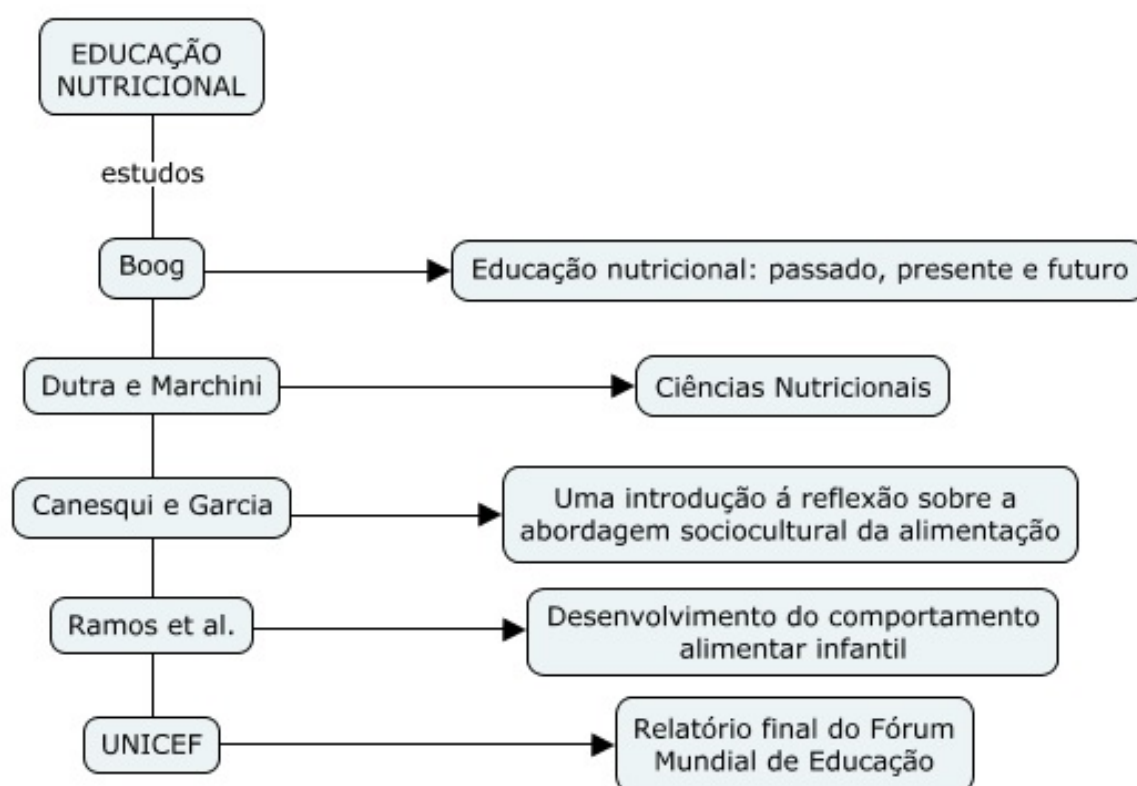 EDUCAÇÃO
NUTRICIONAL
estudos
Boog
Educação nutricional: passado, presente e futuro
Dutra e Marchini
Ciências Nutricionais
Canesqui e Garcia
Uma introdução á reflexão sobre a
abordagem sociocultural da alimentação
Ramos et al.
Desenvolvimento do comportamento
alimentar infantil
UNICEF
Relatório final do Fórum
Mundial de Educação